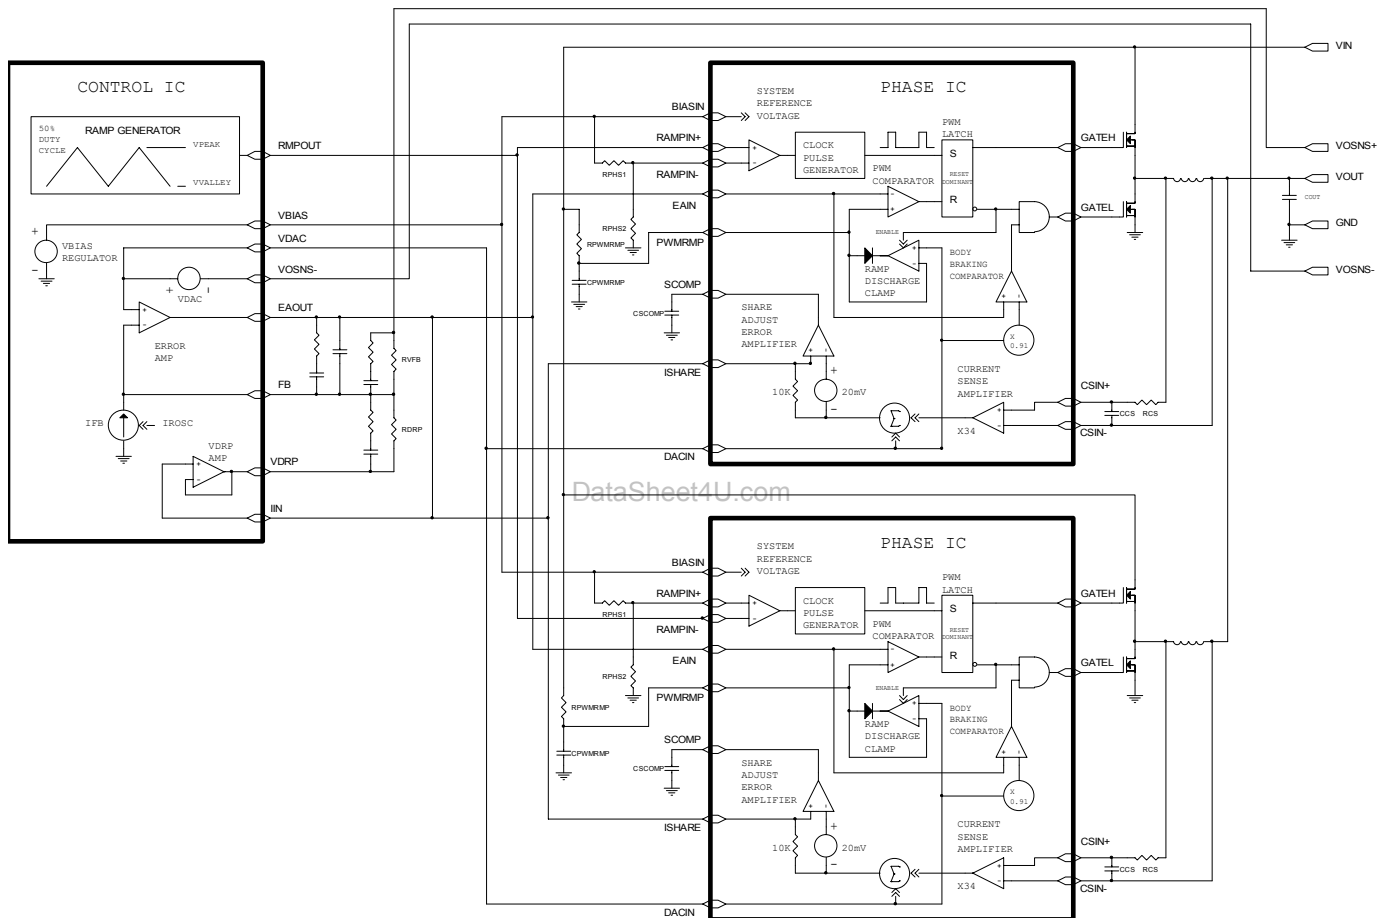 CONTROL IC
50%
DUTY
CYCLE
RAMP GENERATOR
VPEAK
VVALLEY
RMPOUT
VBIAS
VBIAS
REGULATOR
VDAC
VDAC
+
-
VOSNS-
EAOUT
+
-
ERROR
AMP
FB
IFB
IROSC
VDRP
AMP
+
-
VDRP
IIN
RVFB
RDRP
RPHS1
RPHS2
RPWMRMP
CPWMRMP
CSCOMP
PHASE IC
BIASIN
SYSTEM
REFERENCE
VOLTAGE
RAMPIN+
RAMPIN-
+
-
CLOCK
PULSE
GENERATOR
PWM
LATCH
S
RESET
DOMINANT
R
EAIN
PWM
COMPARATOR
-
+
PWMRMP
ENABLE
+
-
RAMP
DISCHARGE
CLAMP
BODY
BRAKING
COMPARATOR
+
-
SCOMP
SHARE
ADJUST
ERROR
AMPLIFIER
+
-
X
0.91
ISHARE
10K
+
-
20mV
CURRENT
SENSE
AMPLIFIER
+
-
X34
Σ
DACIN
GATEH
GATEL
CSIN+
CCS
RCS
CSIN-
VIN
VOSNS+
VOUT
COUT
GND
VOSNS-
DataSheet4U.com
RPHS1
RPHS2
RPWMRMP
CPWMRMP
CSCOMP
PHASE IC
BIASIN
SYSTEM
REFERENCE
VOLTAGE
RAMPIN+
RAMPIN-
+
-
CLOCK
PULSE
GENERATOR
PWM
LATCH
S
RESET
DOMINANT
R
EAIN
PWM
COMPARATOR
-
+
PWMRMP
ENABLE
+
-
RAMP
DISCHARGE
CLAMP
BODY
BRAKING
COMPARATOR
+
-
SCOMP
SHARE
ADJUST
ERROR
AMPLIFIER
+
-
X
0.91
ISHARE
10K
+
-
20mV
CURRENT
SENSE
AMPLIFIER
+
-
X34
Σ
DACIN
GATEH
GATEL
CSIN+
CCS
RCS
CSIN-